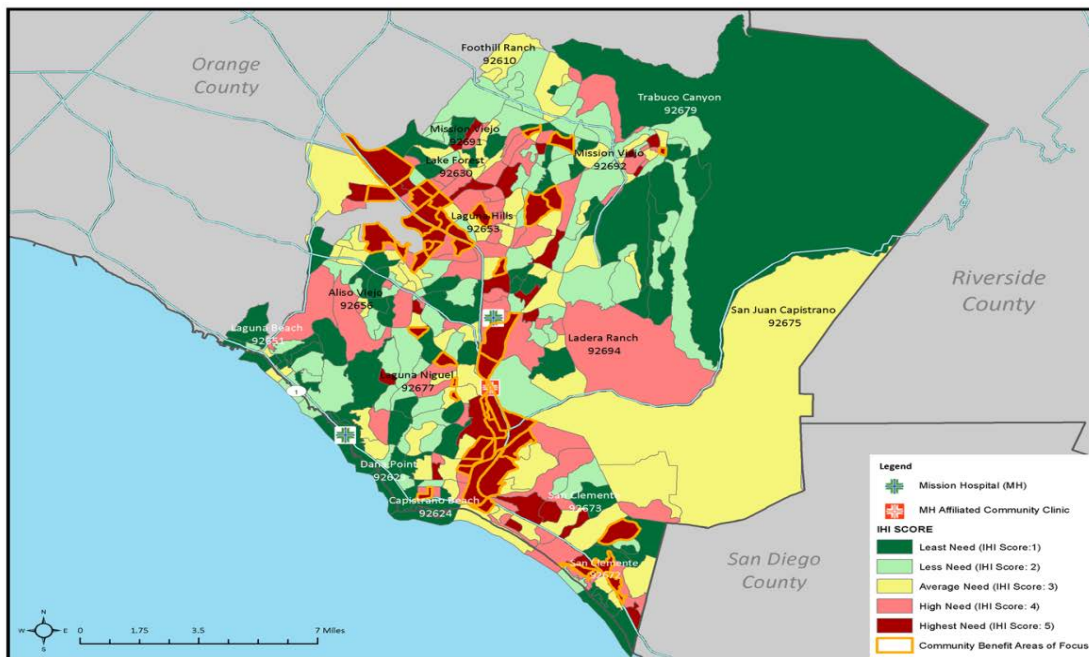 Foothill Ranch
92610
Orange
County
Trabuco Canyon
92679
Mission Viejo
92691
Mission Viejo
92692
Lake Forest
92630
Laguna Hills
92653
Riverside
County
Aliso Viejo
92656
San Juan Capistrano
92675
Laguna Beach
92651
Ladera Ranch
92694
Laguna Niguel
92677
1
Dana Point
Capistrano Beach
92624
San Clemente
92673
San Clemente
San Diego
County
Legend
Mission Hospital (MH)
MH Affiliated Community Clinic
IHI SCORE
Least Need (IHI Score:1)
Less Need (IHI Score: 2)
Average Need (IHI Score: 3)
High Need (IHI Score: 4)
Highest Need (IHI Score: 5)
Community Benefit Areas of Focus
N
W
E
S
0 1.75 3.5 7 Miles